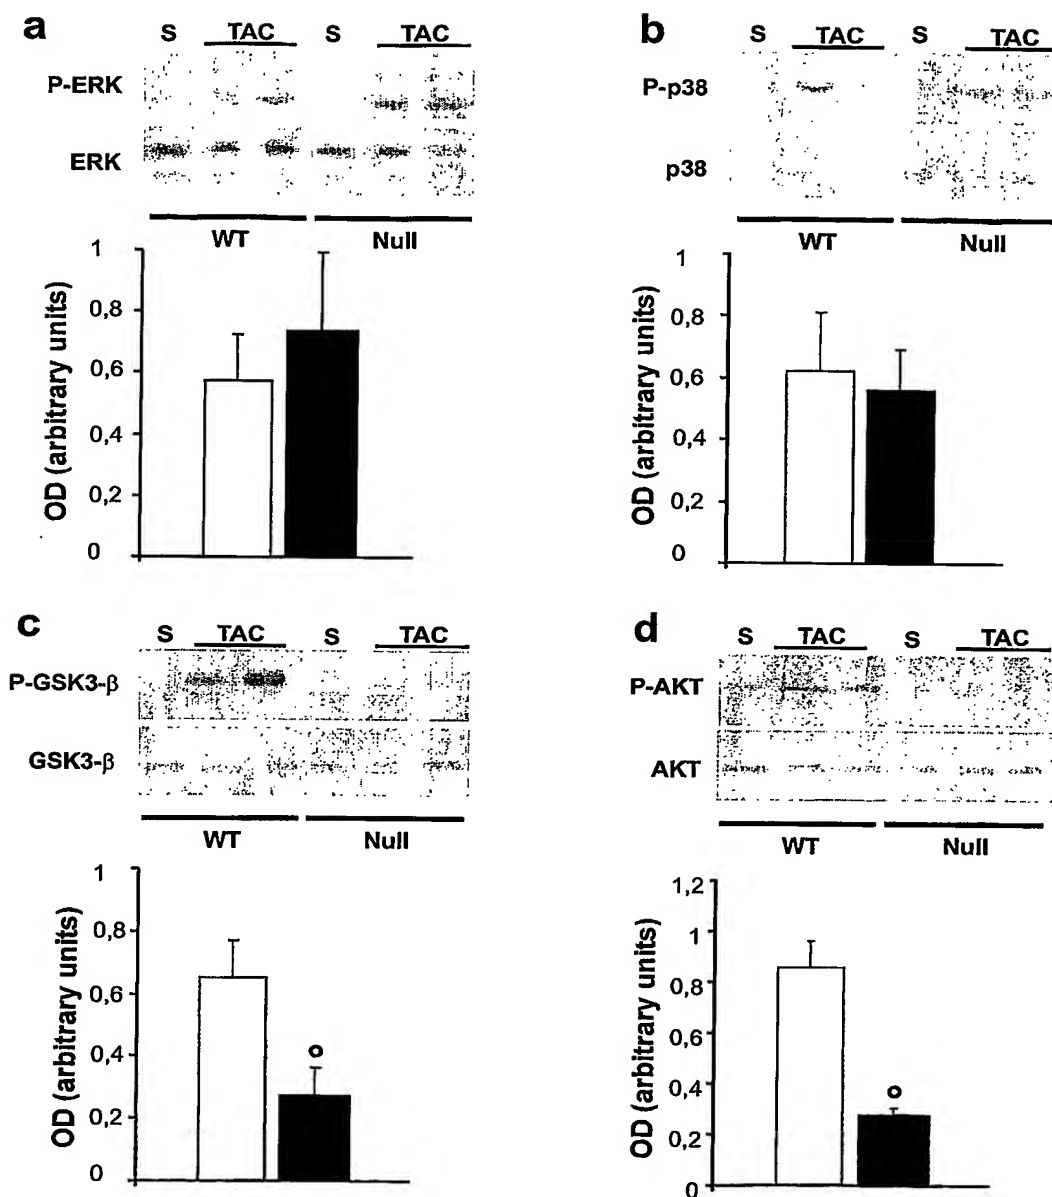 a
S TAC S TAC
P-ERK
ERK
WT Null
OD (arbitrary units)
1
0,8
0,6
0,4
0,2
0
b
S TAC S TAC
P-p38
p38
WT Null
OD (arbitrary units)
1
0,8
0,6
0,4
0,2
0
c
S TAC S TAC
P-GSK3-β
GSK3-β
WT Null
OD (arbitrary units)
1
0,8
0,6
0,4
0,2
0
d
S TAC S TAC
P-AKT
AKT
WT Null
OD (arbitrary units)
1,2
1
0,8
0,6
0,4
0,2
0